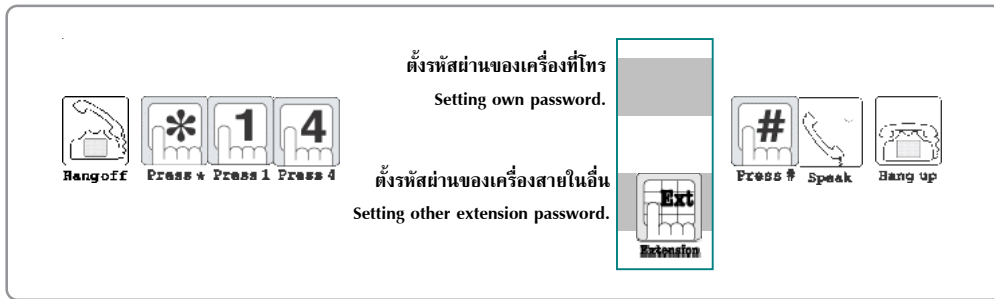 ตั้งรหัสผ่านของเครื่องที่โทร
Setting own password.
* 1 4
Hangoff Press * Press 1 Press 4
ตั้งรหัสผ่านของเครื่องสายในอื่น
Setting other extension password.
Ext
Extension
#
Press # Speak Hang up